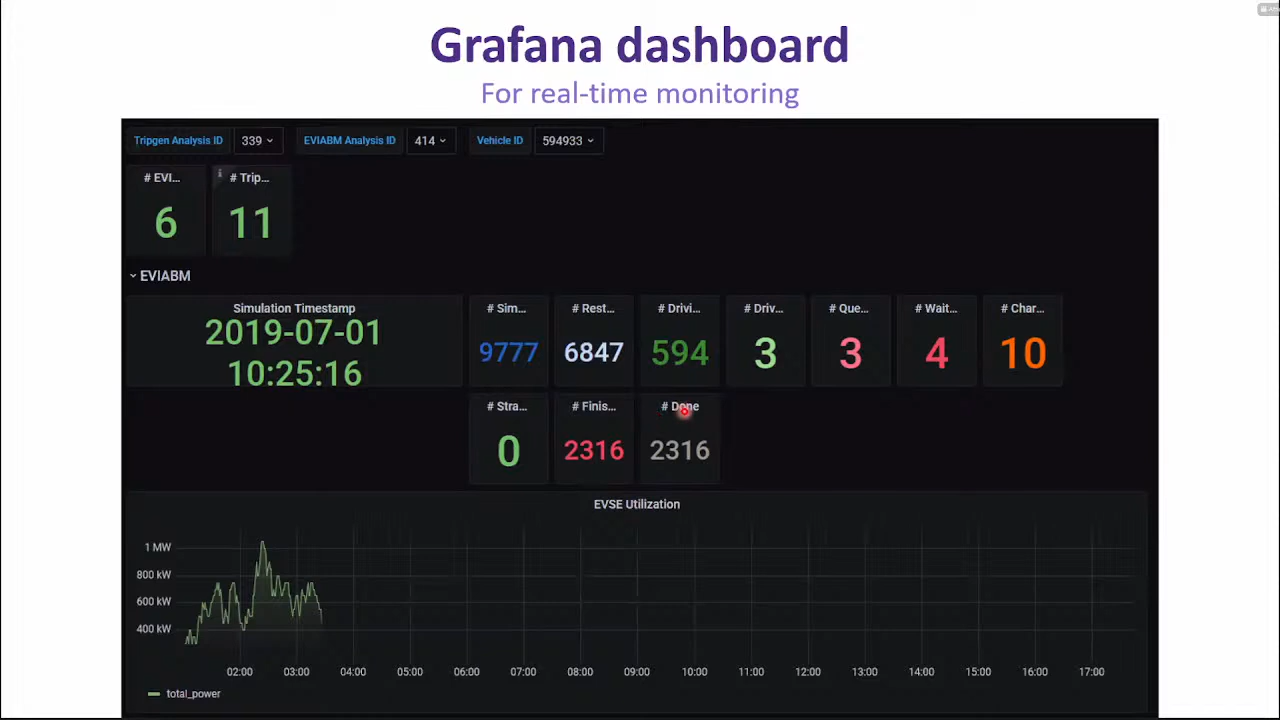 Grafana dashboard
For real-time monitoring
Tripgen Analysis ID 339 EVIABM Analysis ID 414 Vehicle ID 594933
# EVI... # Trip...
6 11
EVIABM
Simulation Timestamp # Sim... # Rest... # Drivi... # Driv... # Que... # Wait... # Char...
2019-07-01
10:25:16
9777 6847 594 3 3 4 10
# Stra... # Finis... # Done
0 2316 2316
EVSE Utilization
1 MW
800 kW
600 kW
400 kW
02:00 03:00 04:00 05:00 06:00 07:00 08:00 09:00 10:00 11:00 12:00 13:00 14:00 15:00 16:00 17:00
total_power